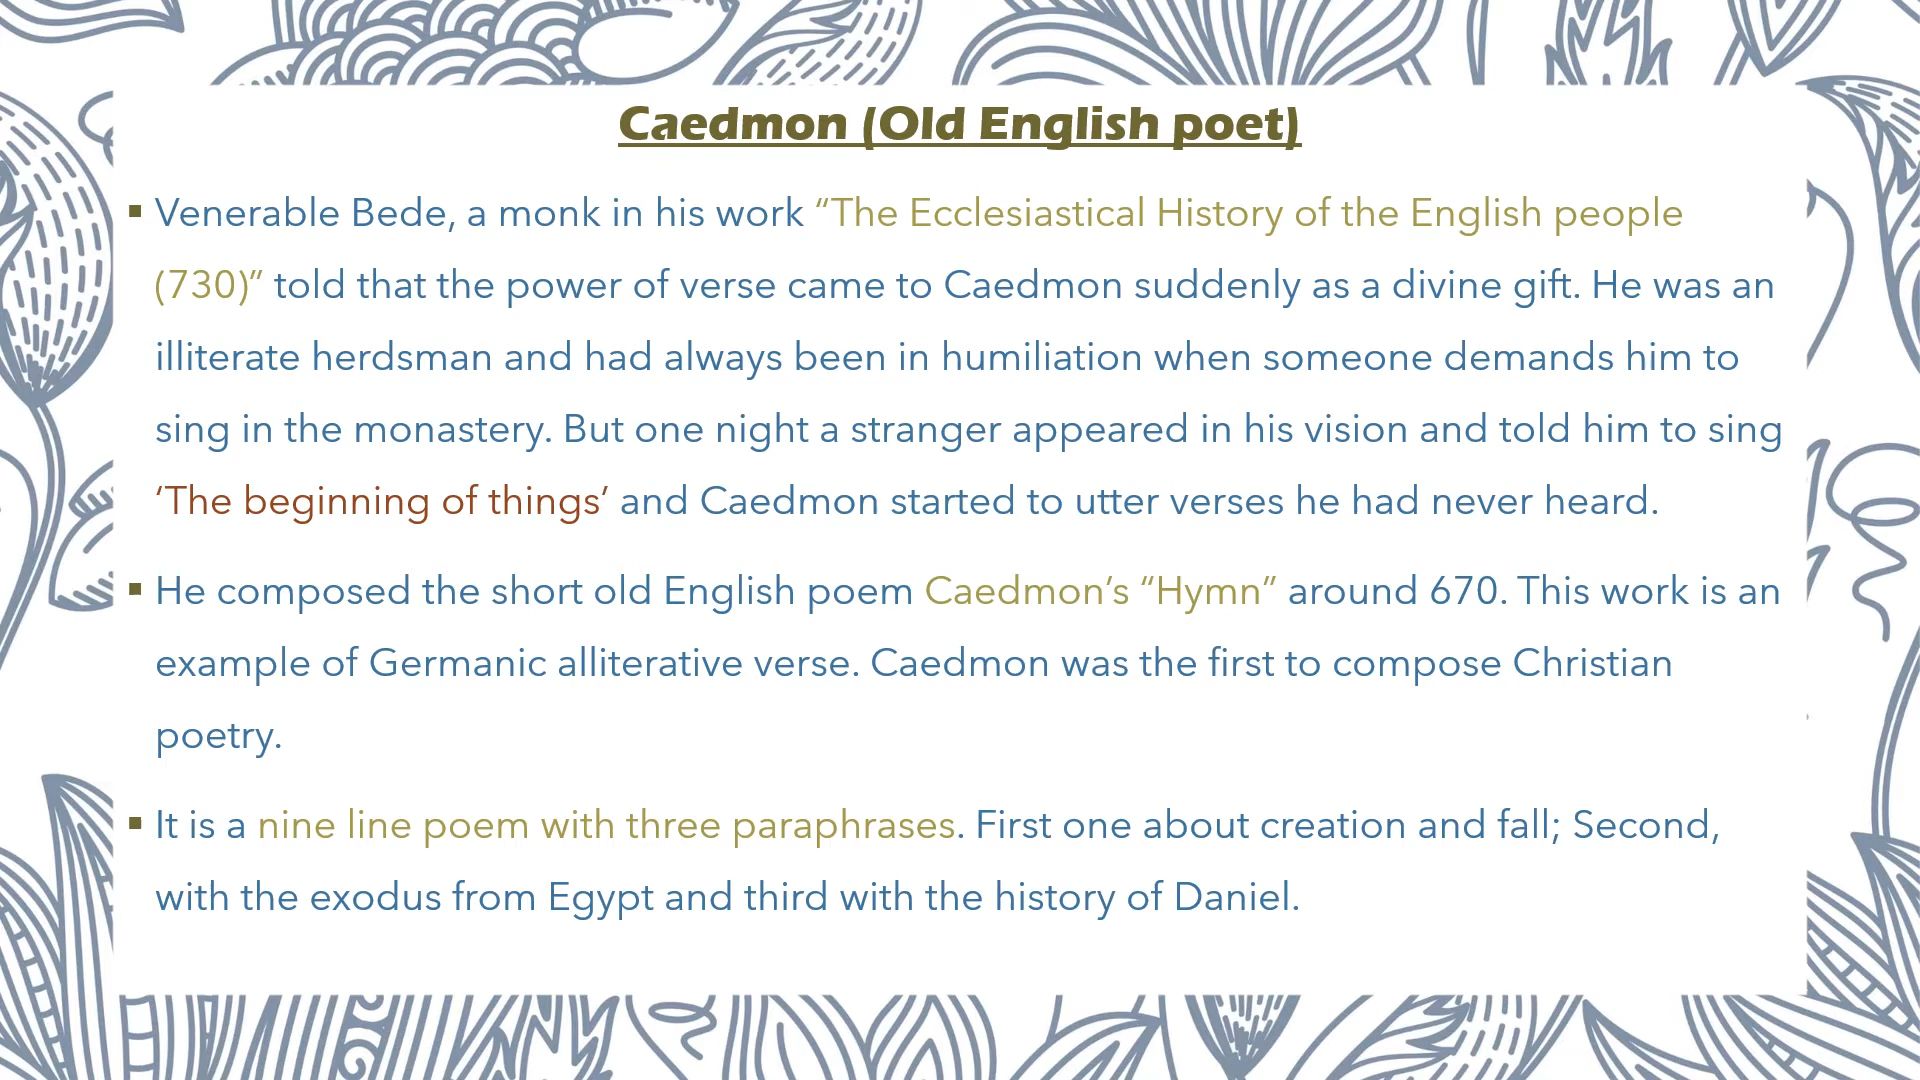 Caedmon (Old English poet)
▪ Venerable Bede, a monk in his work “The Ecclesiastical History of the English people
(730)” told that the power of verse came to Caedmon suddenly as a divine gift. He was an
illiterate herdsman and had always been in humiliation when someone demands him to
sing in the monastery. But one night a stranger appeared in his vision and told him to sing
‘The beginning of things’ and Caedmon started to utter verses he had never heard.
▪ He composed the short old English poem Caedmon’s “Hymn” around 670. This work is an
example of Germanic alliterative verse. Caedmon was the first to compose Christian
poetry.
▪ It is a nine line poem with three paraphrases. First one about creation and fall; Second,
with the exodus from Egypt and third with the history of Daniel.